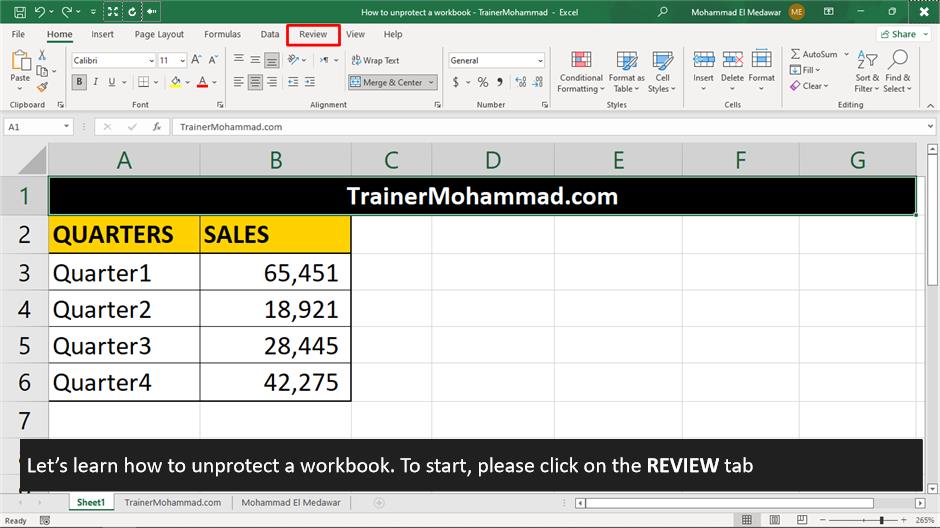 How to unprotect a workbook - TrainerMohammad - Excel
Mohammad El Medawar ME
File Home Insert Page Layout Formulas Data Review View Help Share
Calibri 11 A^ Aˇ Wrap Text General AutoSum
Paste B I U A Merge & Center $ % , Conditional Formatting Format as Table Cell Styles Insert Delete Format Fill Clear Sort & Filter Find & Select
Clipboard Font Alignment Number Styles Cells Editing
A1 fx TrainerMohammad.com
A B C D E F G
1 TrainerMohammad.com
2 QUARTERS SALES
3 Quarter1 65,451
4 Quarter2 18,921
5 Quarter3 28,445
6 Quarter4 42,275
7
Let's learn how to unprotect a workbook. To start, please click on the REVIEW tab
Sheet1 TrainerMohammad.com Mohammad El Medawar
Ready 265%